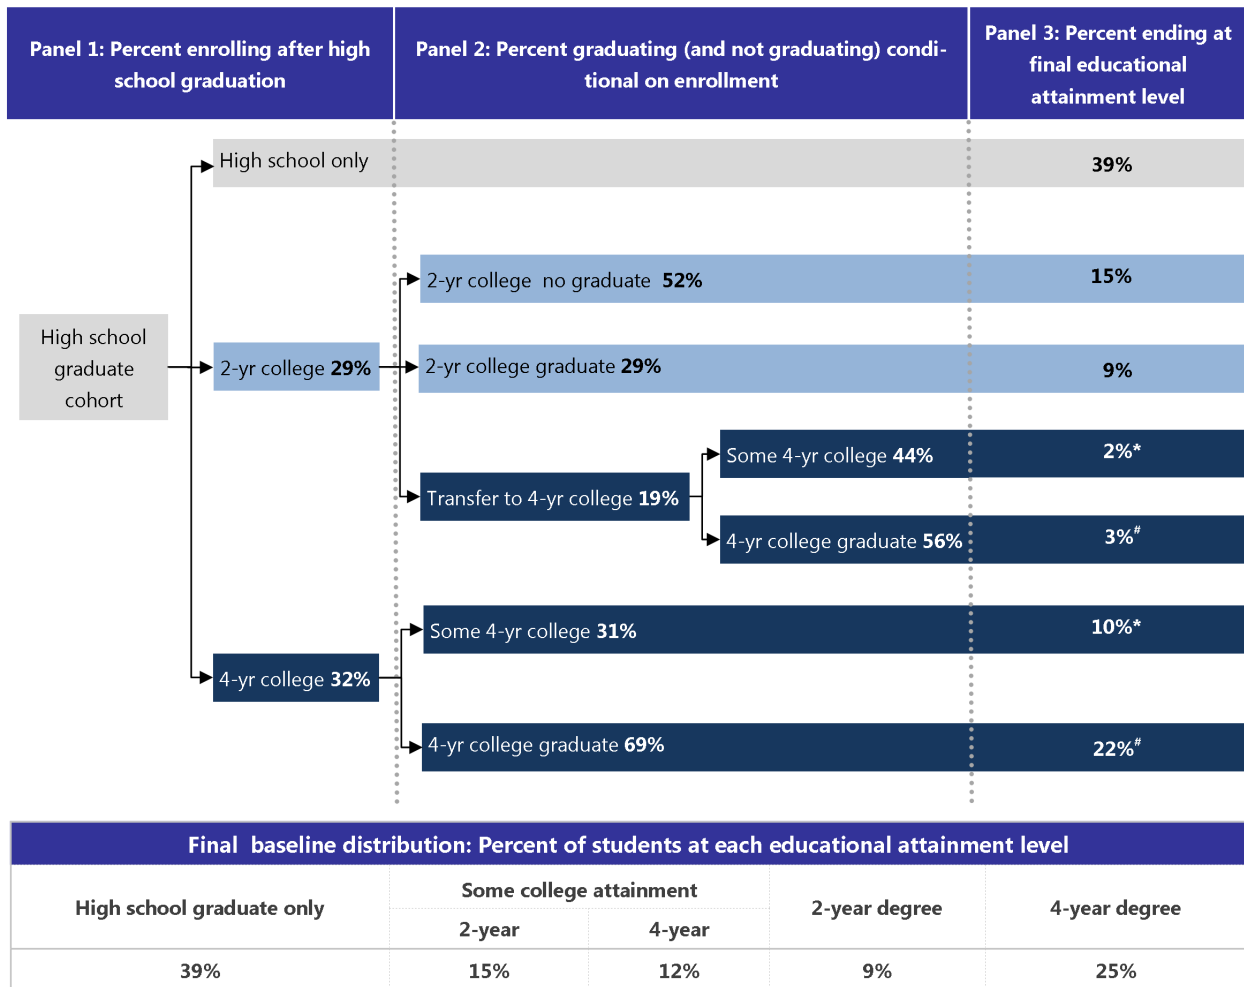 Panel 1: Percent enrolling after high
school graduation
Panel 2: Percent graduating (and not graduating) condi-
tional on enrollment
Panel 3: Percent ending at
final educational
attainment level
High school only
39%
2-yr college  no graduate  52%
15%
High school
graduate
cohort
2-yr college 29%
2-yr college graduate 29%
9%
Some 4-yr college 44%
2%*
Transfer to 4-yr college 19%
4-yr college graduate 56%
3%#
Some 4-yr college 31%
10%*
4-yr college 32%
4-yr college graduate 69%
22%#
Final  baseline distribution: Percent of students at each educational attainment level
High school graduate only
Some college attainment
2-year
4-year
2-year degree
4-year degree
39%
15%
12%
9%
25%